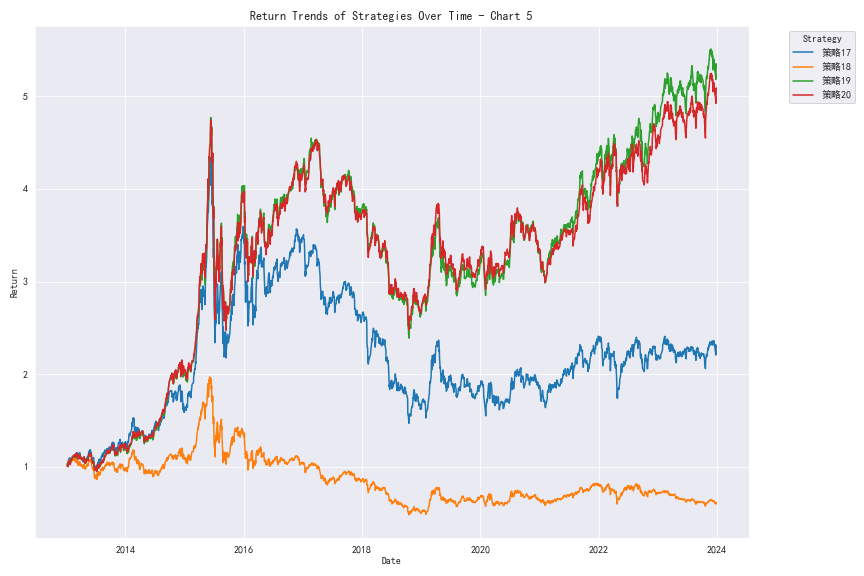 Return Trends of Strategies Over Time - Chart 5
Strategy
策略17
策略18
策略19
策略20
Return
5
4
3
2
1
2014
2016
2018
2020
2022
2024
Date